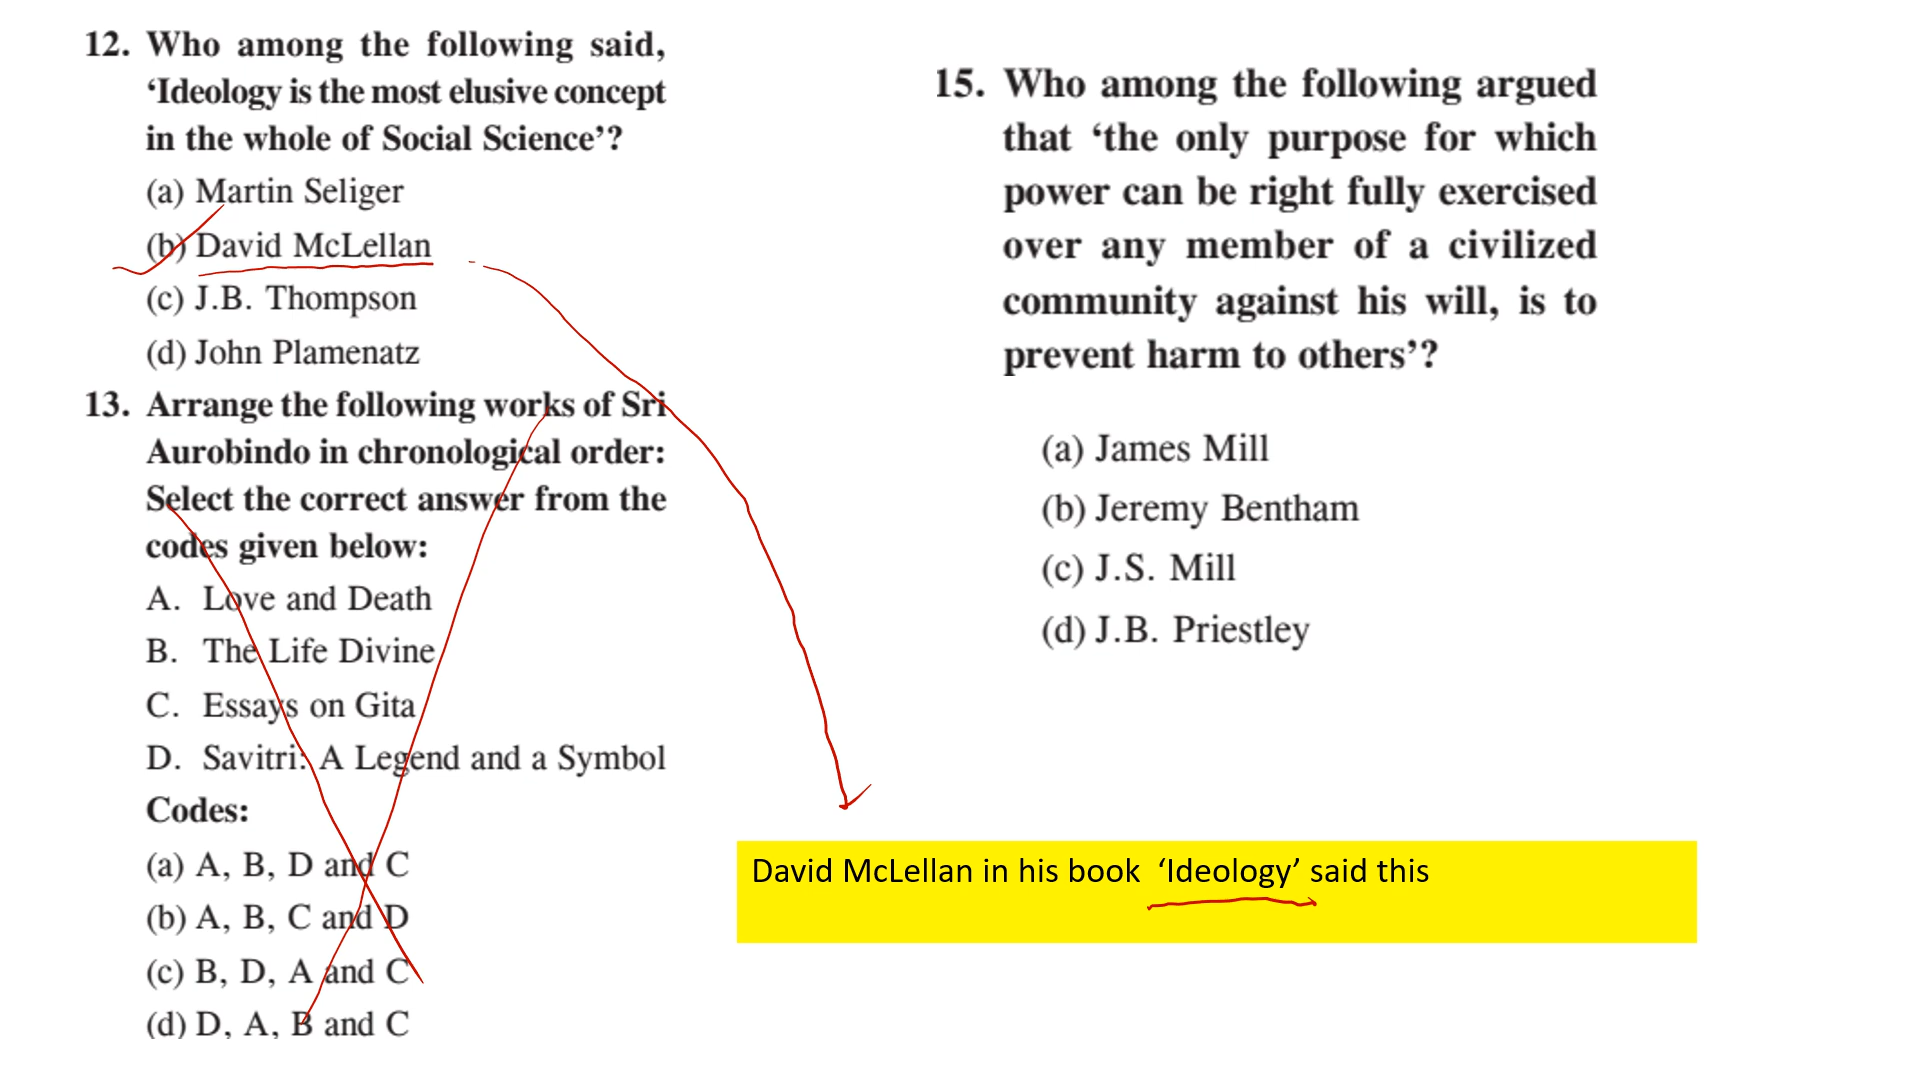 12. Who among the following said,
‘Ideology is the most elusive concept
in the whole of Social Science’?
(a) Martin Seliger
(b) David McLellan
(c) J.B. Thompson
(d) John Plamenatz
13. Arrange the following works of Sri
Aurobindo in chronological order:
Select the correct answer from the
codes given below:
A. Love and Death
B. The Life Divine
C. Essays on Gita
D. Savitri: A Legend and a Symbol
Codes:
(a) A, B, D and C
(b) A, B, C and D
(c) B, D, A and C
(d) D, A, B and C
15. Who among the following argued
that ‘the only purpose for which
power can be right fully exercised
over any member of a civilized
community against his will, is to
prevent harm to others’?
(a) James Mill
(b) Jeremy Bentham
(c) J.S. Mill
(d) J.B. Priestley
David McLellan in his book ‘Ideology’ said this